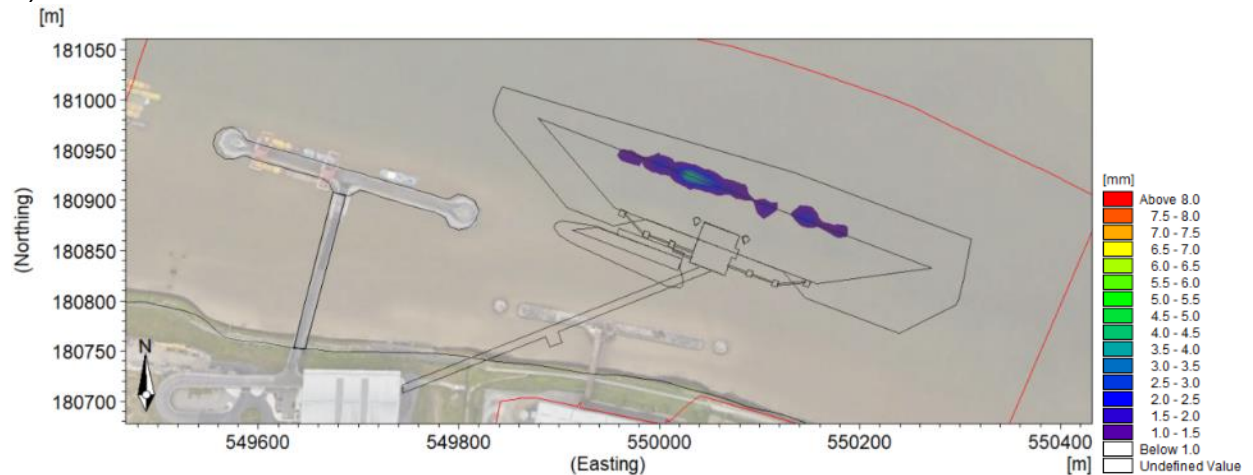 [m]
181050
181000
180950
180900
180850
180800
180750
180700
(Northing)
N
549600 549800 550000 550200 550400
(Easting) [m]
[mm]
Above 8.0
7.5 - 8.0
7.0 - 7.5
6.5 - 7.0
6.0 - 6.5
5.5 - 6.0
5.0 - 5.5
4.5 - 5.0
4.0 - 4.5
3.5 - 4.0
3.0 - 3.5
2.5 - 3.0
2.0 - 2.5
1.5 - 2.0
1.0 - 1.5
Below 1.0
Undefined Value